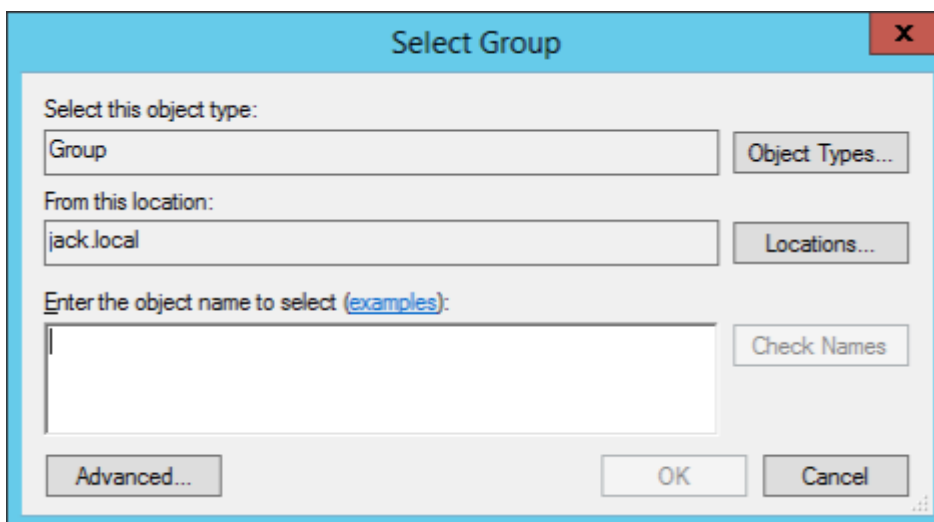 Select Group
x
Select this object type:
Group
Object Types...
From this location:
jack.local
Locations...
Enter the object name to select (examples):
Check Names
Advanced...
OK
Cancel